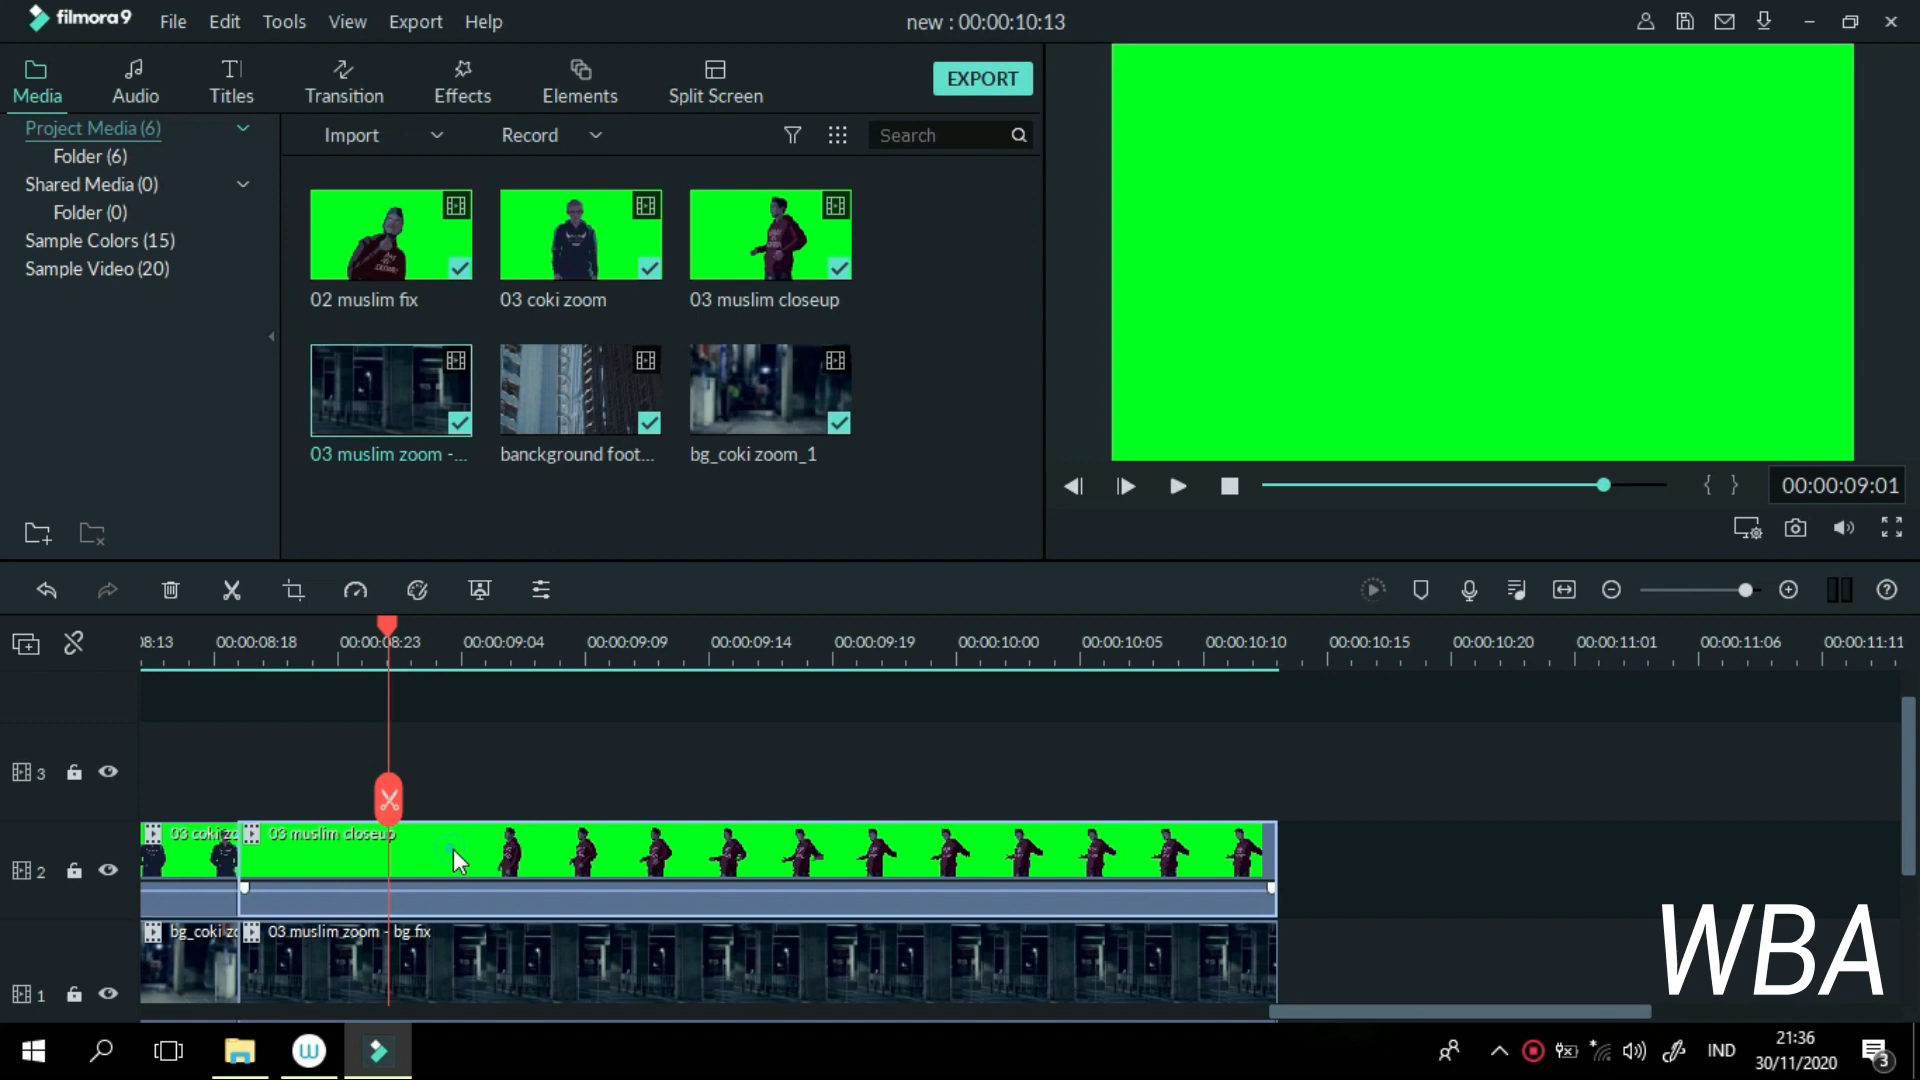 filmora9 File Edit Tools View Export Help new : 00:00:10:13
Media Audio Titles Transition Effects Elements Split Screen EXPORT
Project Media (6)
Folder (6)
Shared Media (0)
Folder (0)
Sample Colors (15)
Sample Video (20)
Import Record Search
02 muslim fix 03 coki zoom 03 muslim closeup
03 muslim zoom -... banckground foot... bg_coki zoom_1
{ } 00:00:09:01
08:13 00:00:08:18 00:00:08:23 00:00:09:04 00:00:09:09 00:00:09:14 00:00:09:19 00:00:10:00 00:00:10:05 00:00:10:10 00:00:10:15 00:00:10:20 00:00:11:01 00:00:11:06 00:00:11:11
3
03 coki zo 03 muslim closeup
2
bg_coki zo 03 muslim zoom - bg fix
1
WBA
IND 21:36
30/11/2020
3